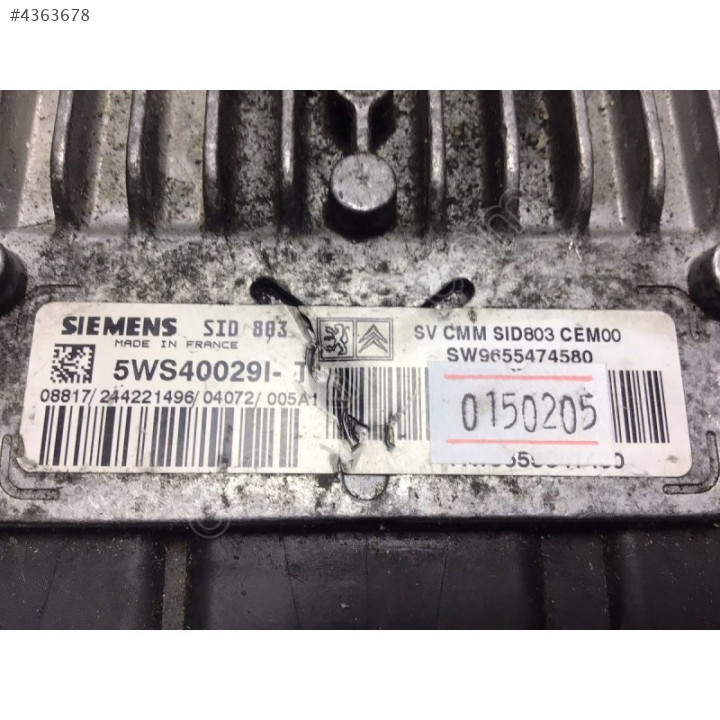 #4363678
SIEMENS SID 803
MADE IN FRANCE
5WS40029I- T
08817/ 244221496/ 04072/ 005A1
SV CMM SID803 CEM00
SW9655474580
0150205